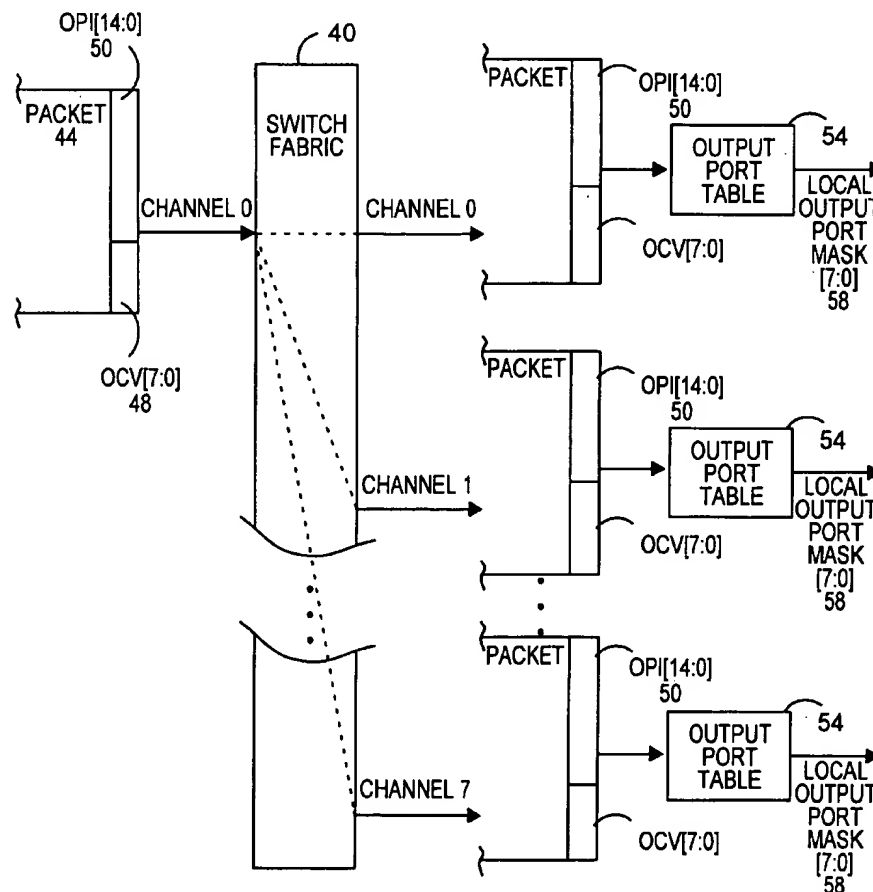 OPI[14:0]
50
PACKET
44
CHANNEL 0
OCV[7:0]
48
40
SWITCH
FABRIC
CHANNEL 0
PACKET
OPI[14:0]
50
OCV[7:0]
OUTPUT
PORT
TABLE
54
LOCAL
OUTPUT
PORT
MASK
[7:0]
58
CHANNEL 1
PACKET
OPI[14:0]
50
OCV[7:0]
OUTPUT
PORT
TABLE
54
LOCAL
OUTPUT
PORT
MASK
[7:0]
58
CHANNEL 7
PACKET
OPI[14:0]
50
OCV[7:0]
OUTPUT
PORT
TABLE
54
LOCAL
OUTPUT
PORT
MASK
[7:0]
58